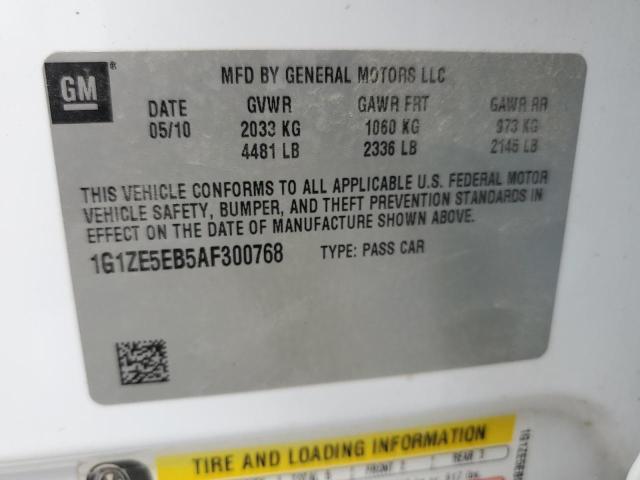 GM
MFD BY GENERAL MOTORS LLC
DATE GVWR GAWR FRT GAWR RR
05/10 2033 KG 1060 KG 973 KG
4481 LB 2336 LB 2145 LB
THIS VEHICLE CONFORMS TO ALL APPLICABLE U.S. FEDERAL MOTOR
VEHICLE SAFETY, BUMPER, AND THEFT PREVENTION STANDARDS IN
EFFECT ON THE DATE OF MANUFACTURE SHOWN ABOVE.
1G1ZE5EB5AF300768 TYPE: PASS CAR
TIRE AND LOADING INFORMATION
FRONT 2